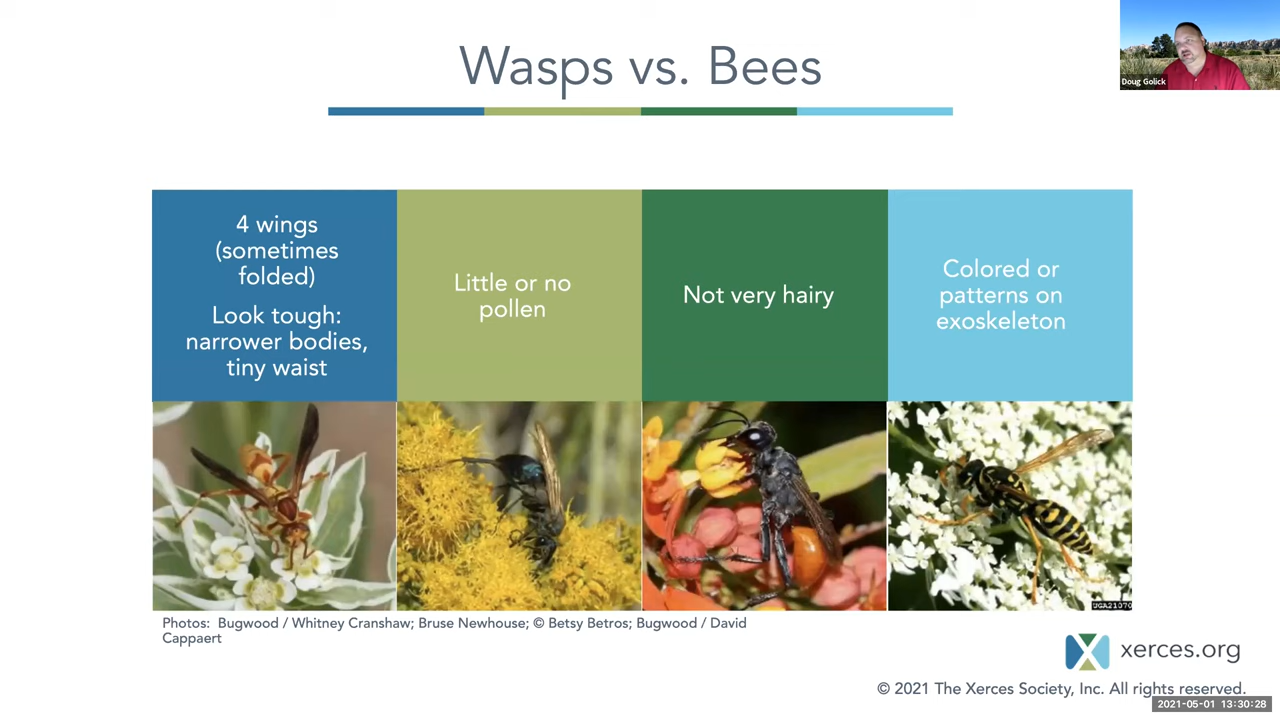 Wasps vs. Bees
Doug Golick
4 wings
(sometimes
folded)
Look tough:
narrower bodies,
tiny waist
Little or no
pollen
Not very hairy
Colored or
patterns on
exoskeleton
UGA21070
Photos: Bugwood / Whitney Cranshaw; Bruse Newhouse; © Betsy Betros; Bugwood / David
Cappaert
xerces.org
© 2021 The Xerces Society, Inc. All rights reserved.
2021-05-01 13:30:28